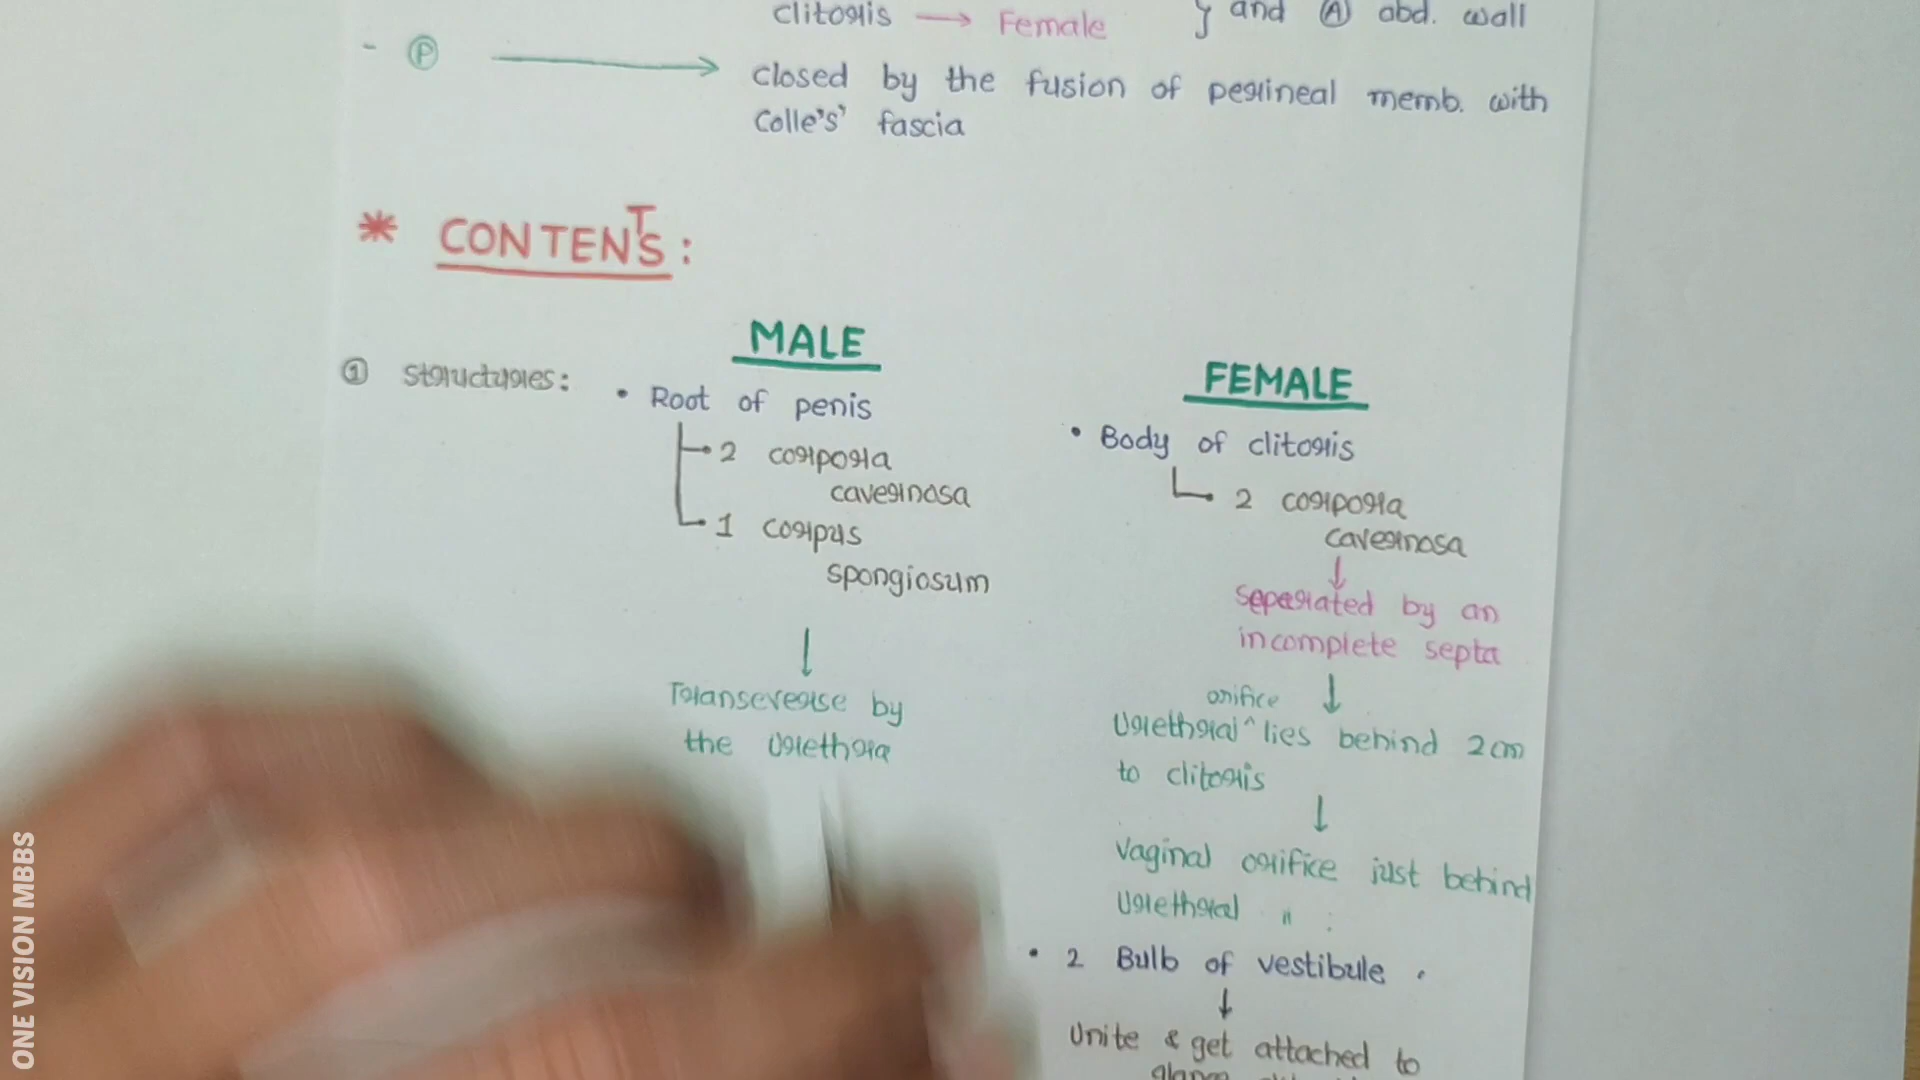 clitoris → Female } and Ⓐ abd. wall
- Ⓟ → closed by the fusion of perineal memb. with
Colle's' fascia
* CONTENTS:
MALE
① structures:
• Root of penis
2 corpora
cavernosa
1 corpus
spongiosum
↓
Transeverse by
the Urethra
FEMALE
• Body of clitoris
2 corpora
cavernosa
↓
Seperated by an
incomplete septa
↓
orifice
Urethral ^ lies behind 2cm
to clitoris
↓
Vaginal orifice just behind
Urethral " :
• 2 Bulb of vestibule .
↓
Unite & get attached to
ONE VISION MBBS